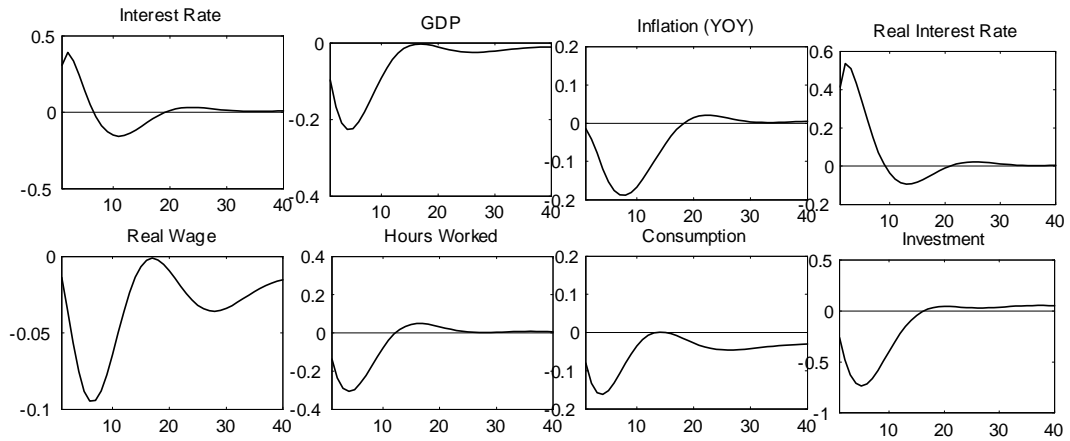 Interest Rate
0.5
0
-0.5
10 20 30 40
GDP
0
-0.2
-0.4
10 20 30 40
Inflation (YOY)
0.2
0.1
0
-0.1
-0.2
10 20 30 40
Real Interest Rate
0.6
0.4
0.2
0
-0.2
10 20 30 40
Real Wage
0
-0.05
-0.1
10 20 30 40
Hours Worked
0.4
0.2
0
-0.2
-0.4
10 20 30 40
Consumption
0.2
0.1
0
-0.1
-0.2
10 20 30 40
Investment
0.5
0
-0.5
-1
10 20 30 40